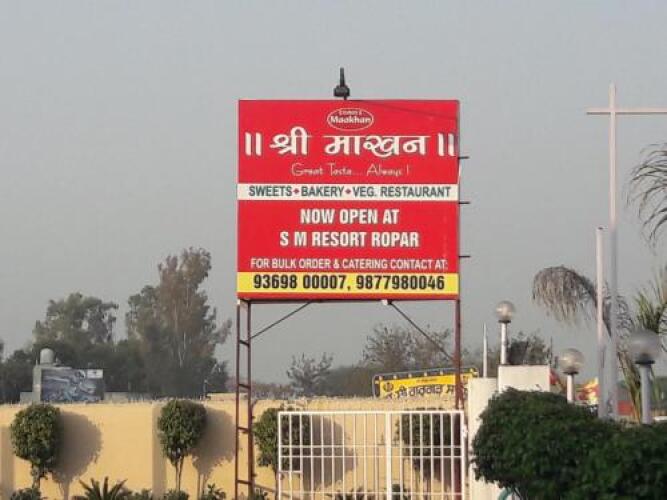 Maakhan
|| श्री माखन ||
Great Taste... Always!
SWEETS • BAKERY • VEG. RESTAURANT
NOW OPEN AT
S M RESORT ROPAR
FOR BULK ORDER & CATERING CONTACT AT:
93698 00007, 9877980046